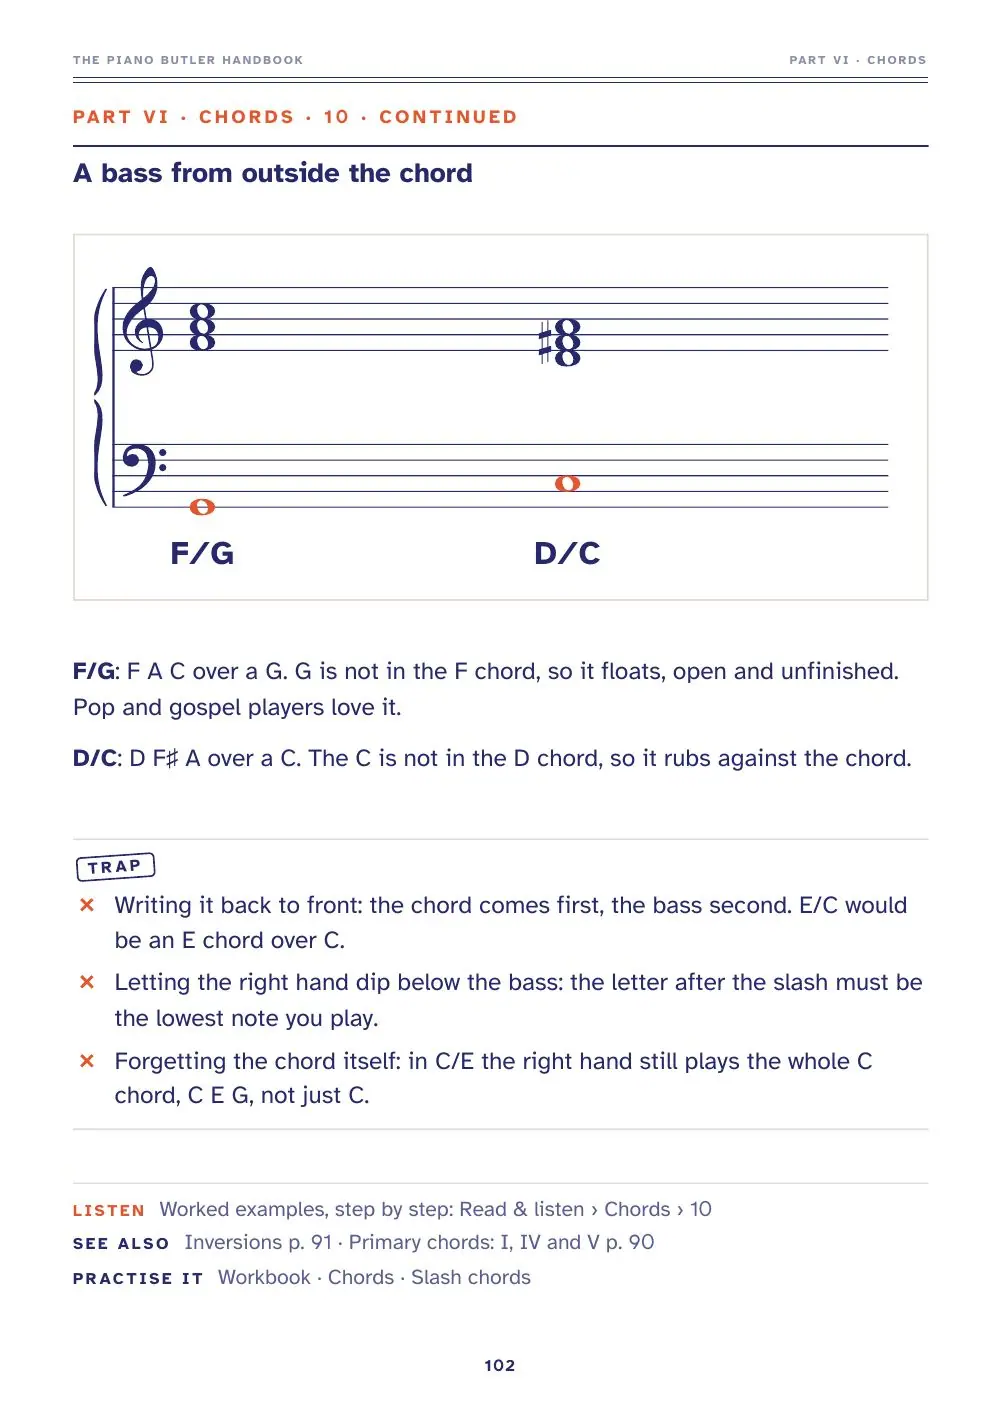 THE PIANO BUTLER HANDBOOK
PART VI · CHORDS
PART VI · CHORDS · 10 · CONTINUED
A bass from outside the chord
F/G
D/C
F/G: F A C over a G. G is not in the F chord, so it floats, open and unfinished.
Pop and gospel players love it.
D/C: D F♯ A over a C. The C is not in the D chord, so it rubs against the chord.
TRAP
× Writing it back to front: the chord comes first, the bass second. E/C would
be an E chord over C.
× Letting the right hand dip below the bass: the letter after the slash must be
the lowest note you play.
× Forgetting the chord itself: in C/E the right hand still plays the whole C
chord, C E G, not just C.
LISTEN Worked examples, step by step: Read & listen › Chords › 10
SEE ALSO Inversions p. 91 · Primary chords: I, IV and V p. 90
PRACTISE IT Workbook · Chords · Slash chords
102